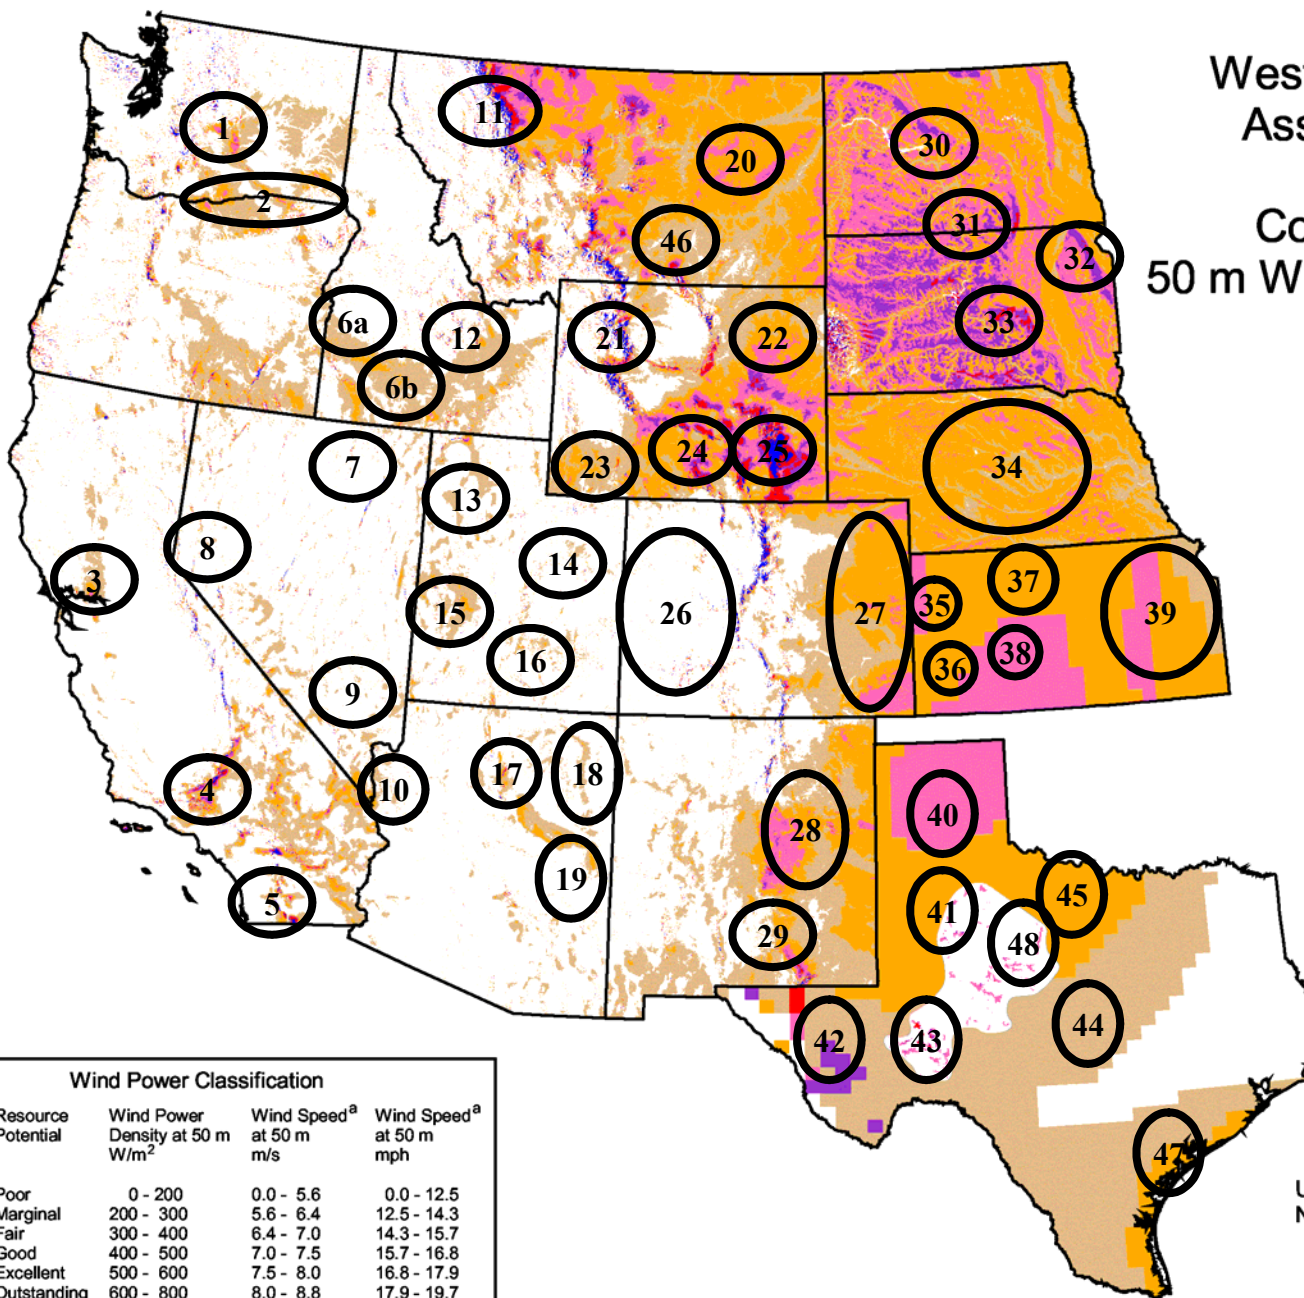 West
Ass
Co
50 m W
1
2
3
4
5
6a
6b
7
8
9
10
11
12
13
14
15
16
17
18
19
20
21
22
23
24
25
26
27
28
29
30
31
32
33
34
35
36
37
38
39
40
41
42
43
44
45
46
47
48
Wind Power Classification
Resource Wind Power Wind Speed a Wind Speed a
Potential Density at 50 m at 50 m at 50 m
W/m2 m/s mph
Poor 0 - 200 0.0 - 5.6 0.0 - 12.5
Marginal 200 - 300 5.6 - 6.4 12.5 - 14.3
Fair 300 - 400 6.4 - 7.0 14.3 - 15.7
Good 400 - 500 7.0 - 7.5 15.7 - 16.8
Excellent 500 - 600 7.5 - 8.0 16.8 - 17.9
Outstanding 600 - 800 8.0 - 8.8 17.9 - 19.7
U
N